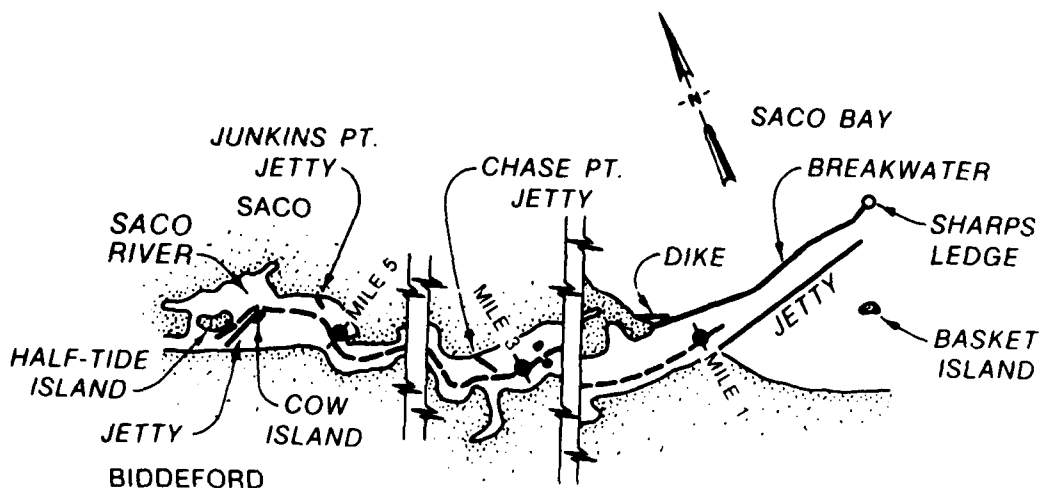 N
SACO BAY
BREAKWATER
SHARPS
LEDGE
JUNKINS PT.
JETTY
SACO
SACO
RIVER
CHASE PT.
JETTY
DIKE
MILE 5
MILE 3
MILE 1
JETTY
BASKET
ISLAND
HALF-TIDE
ISLAND
JETTY
COW
ISLAND
BIDDEFORD